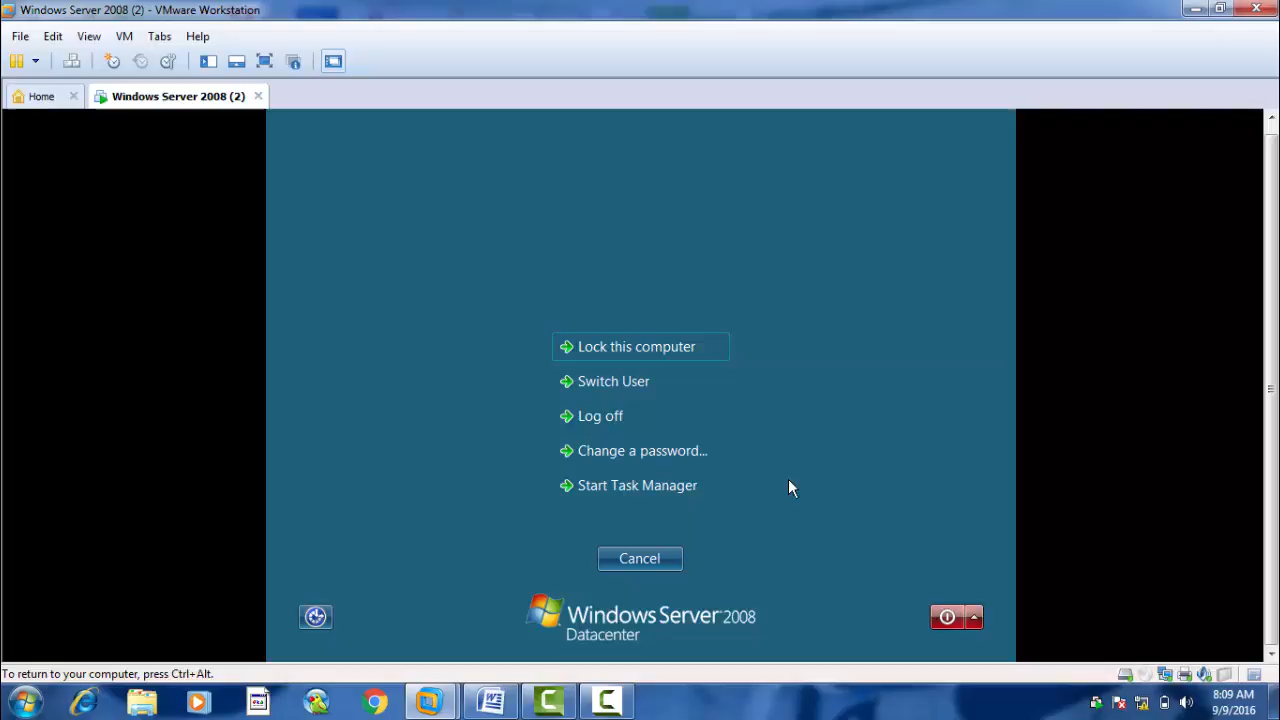 Windows Server 2008 (2) - VMware Workstation
File Edit View VM Tabs Help
Home Windows Server 2008 (2)
Lock this computer
Switch User
Log off
Change a password...
Start Task Manager
Cancel
Windows Server 2008
Datacenter
To return to your computer, press Ctrl+Alt.
8:09 AM
9/9/2016